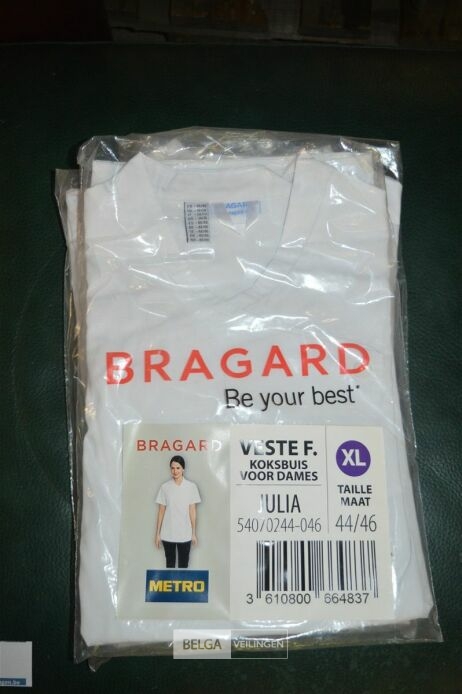 BRAGARD
Be your best*
BRAGARD
METRO
VESTE F.
KOKSBUIS
VOOR DAMES
JULIA
540/0244-046
XL
TAILLE
MAAT
44/46
3 610800 664837
BELGA VEILINGEN